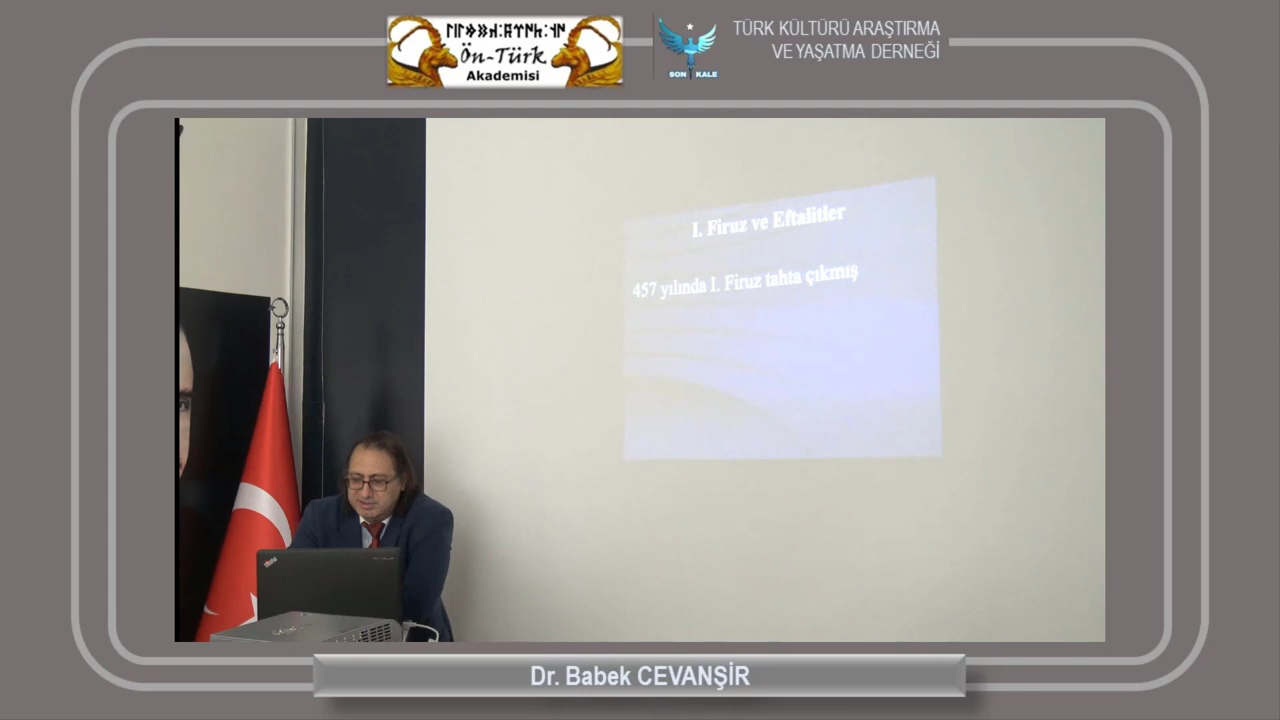 Ön-Türk
Akademisi
SON KALE
TÜRK KÜLTÜRÜ ARAŞTIRMA
VE YAŞATMA DERNEĞİ
I. Firuz ve Eftalitler
457 yılında I. Firuz tahta çıkmış
Dr. Babek CEVANŞİR